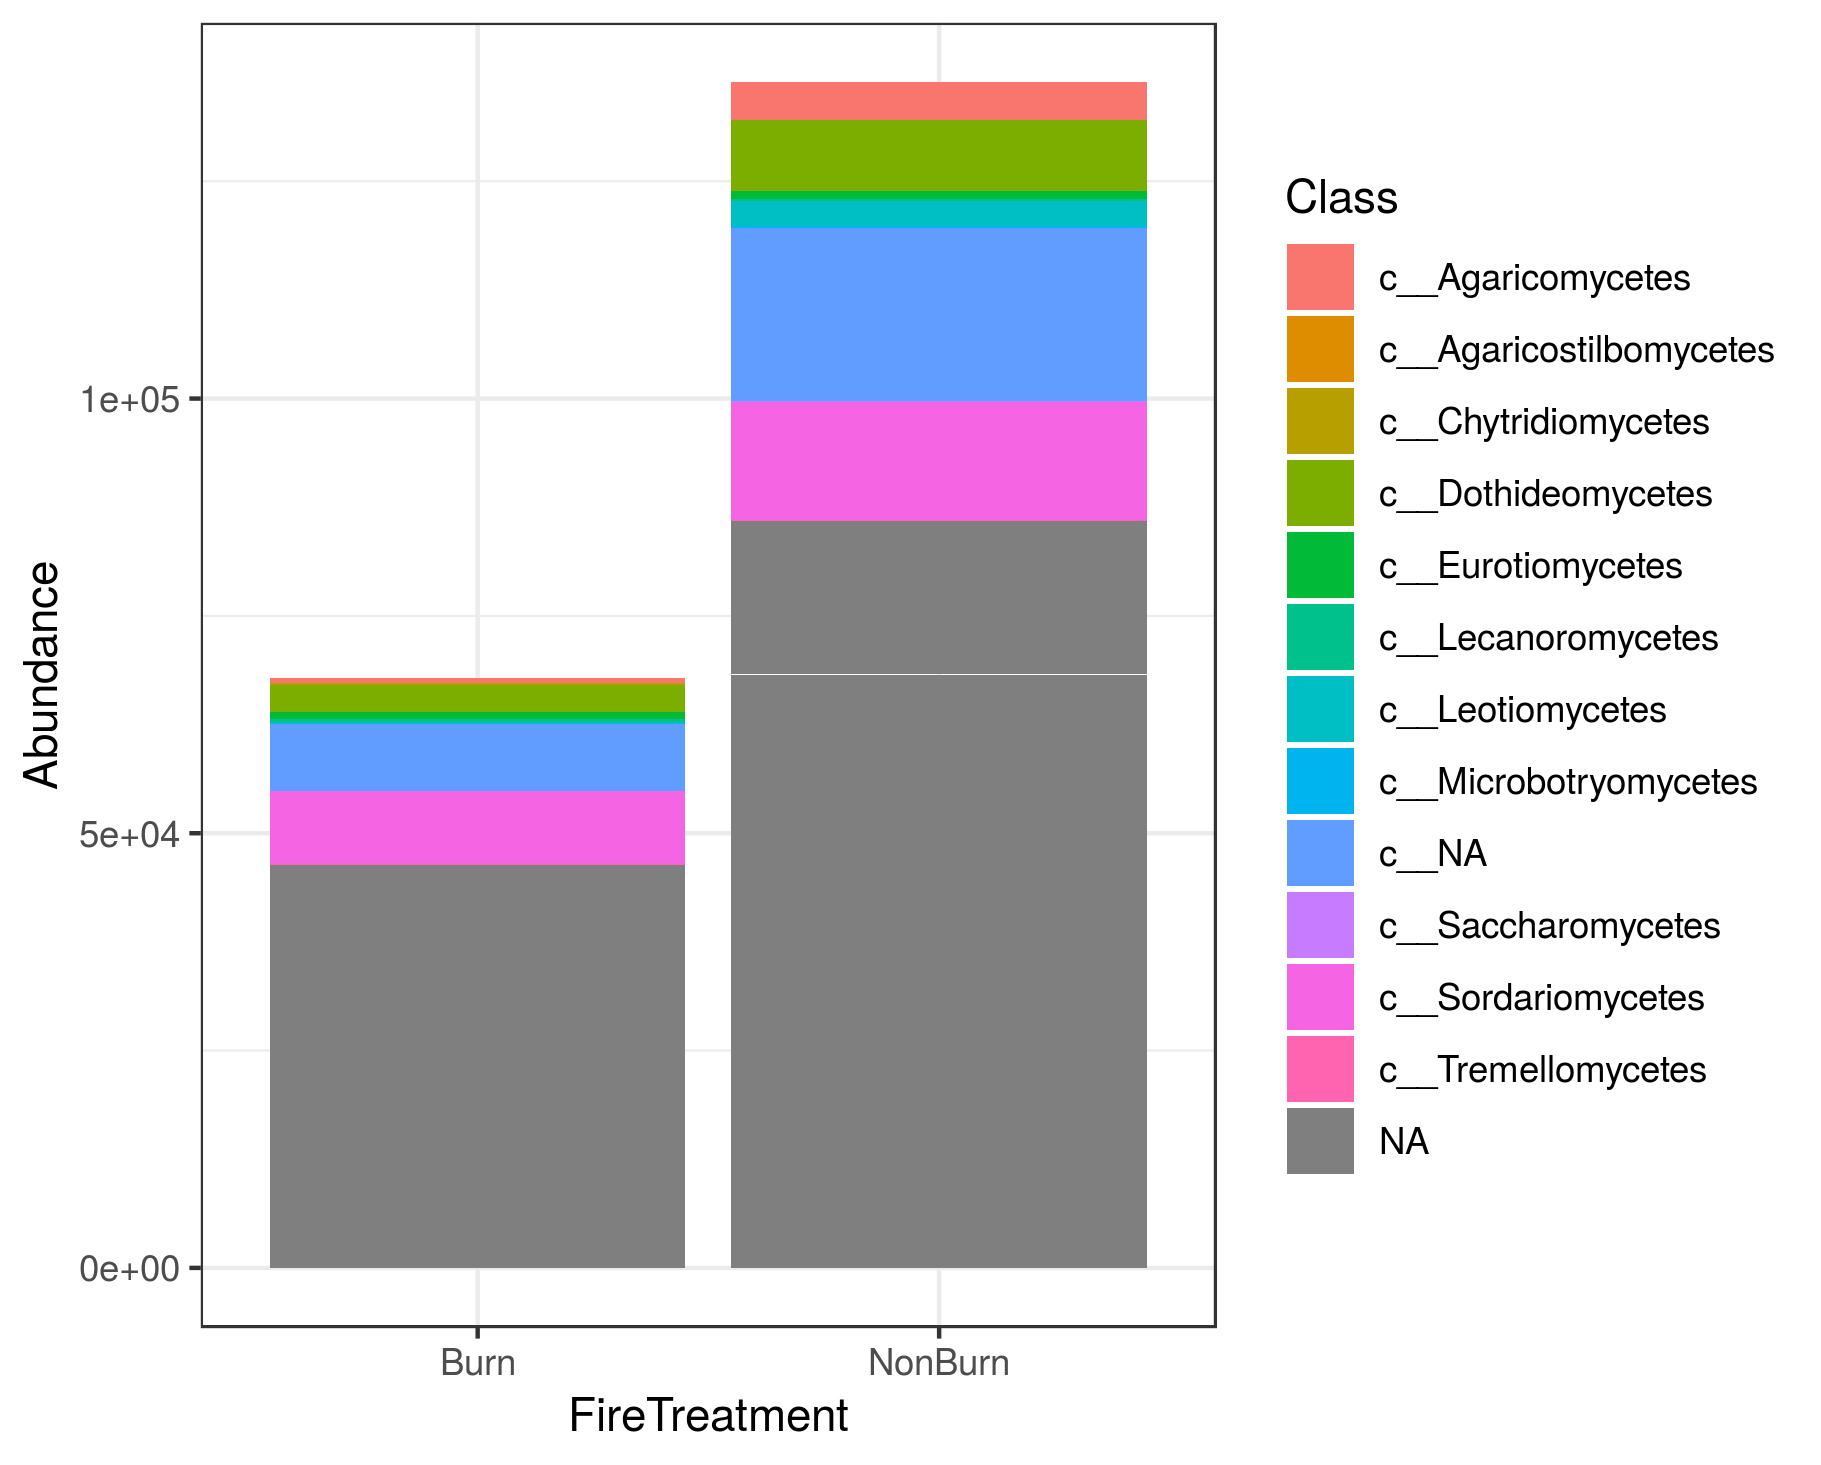 Abundance
1e+05
5e+04
0e+00
Burn
NonBurn
FireTreatment
Class
c__Agaricomycetes
c__Agaricostilbomycetes
c__Chytridiomycetes
c__Dothideomycetes
c__Eurotiomycetes
c__Lecanoromycetes
c__Leotiomycetes
c__Microbotryomycetes
c__NA
c__Saccharomycetes
c__Sordariomycetes
c__Tremellomycetes
NA